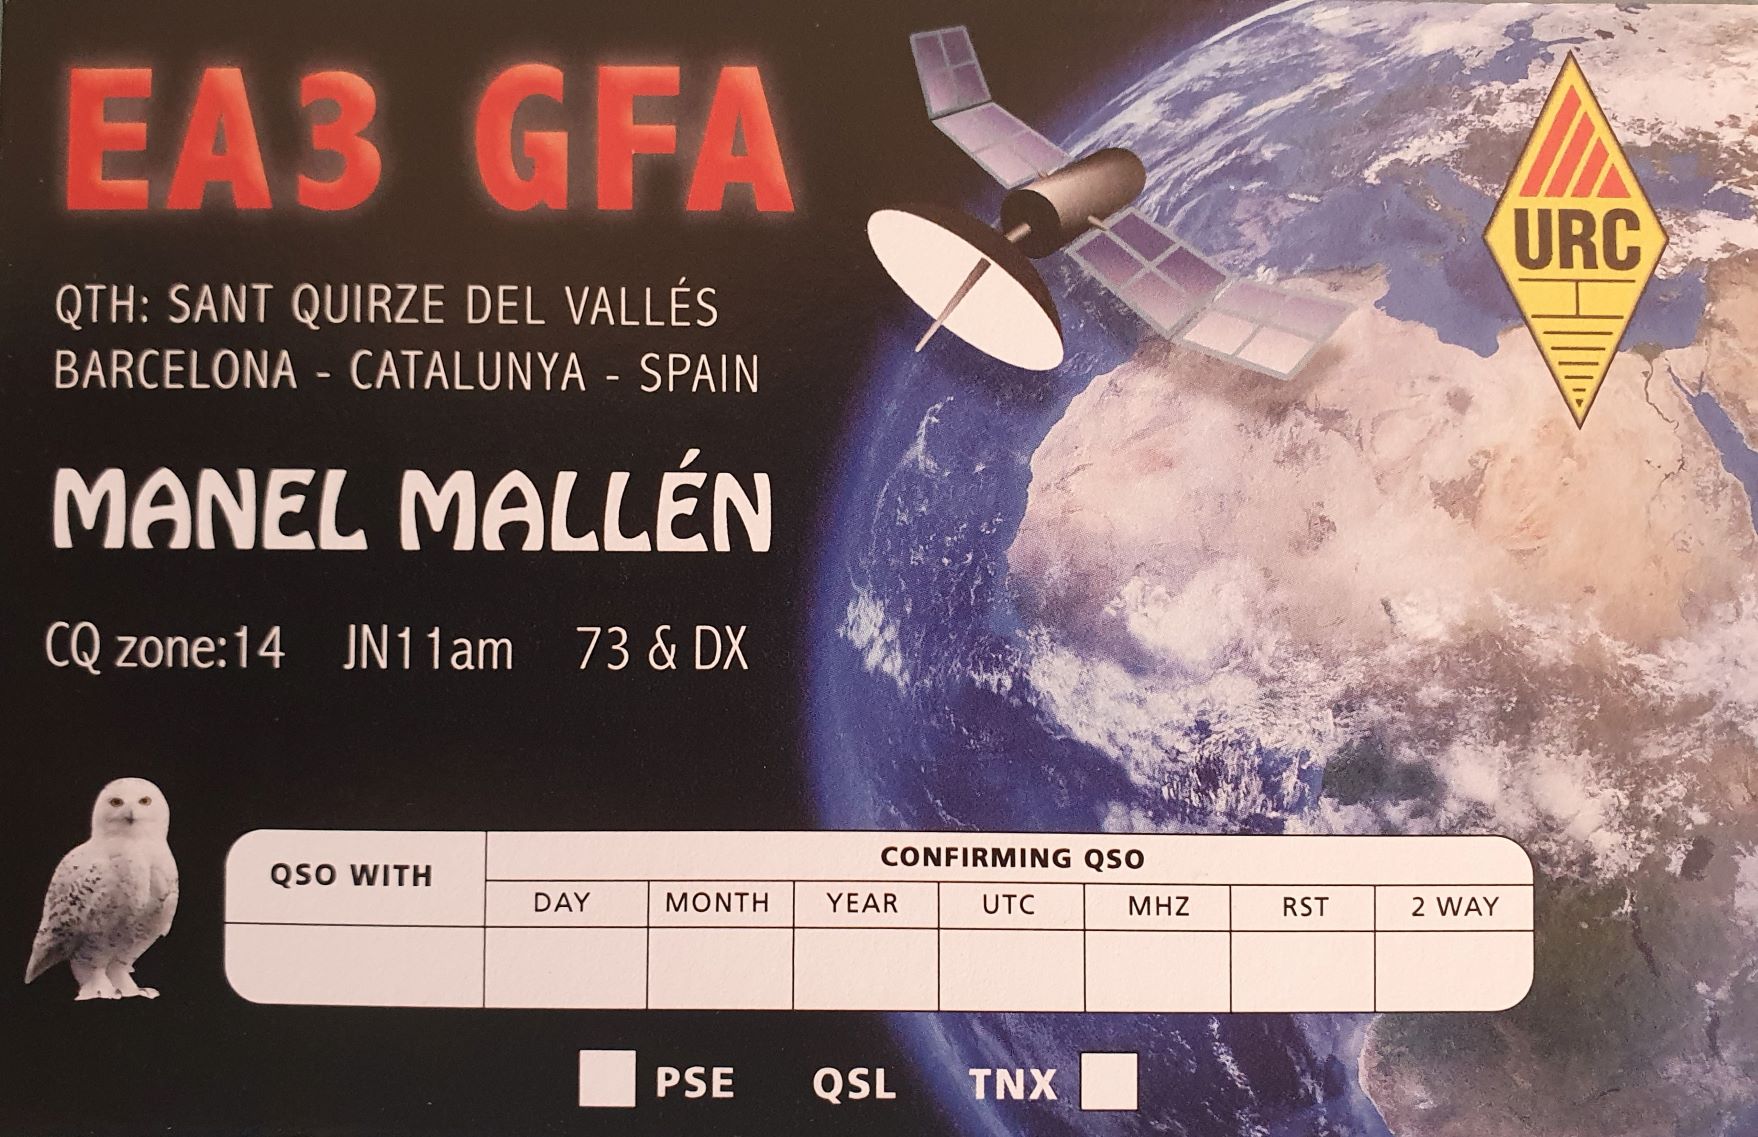 EA3 GFA
URC
QTH: SANT QUIRZE DEL VALLÉS
BARCELONA - CATALUNYA - SPAIN
MANEL MALLÉN
CQ zone:14 JN11am 73 & DX
QSO WITH
CONFIRMING QSO
DAY MONTH YEAR UTC MHZ RST 2 WAY
PSE QSL TNX